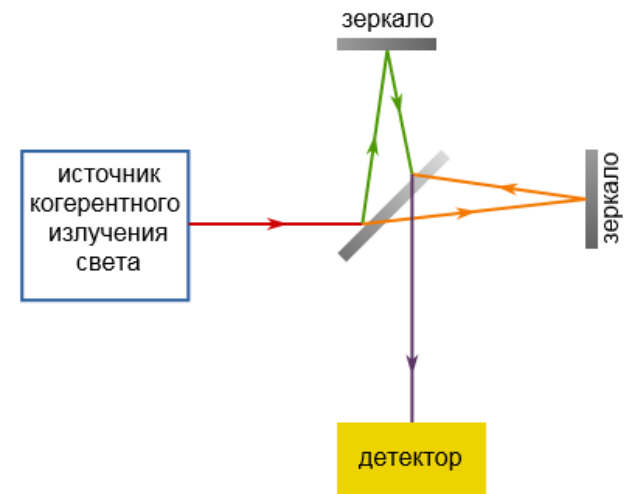 зеркало
источник
когерентного
излучения
света
зеркало
детектор